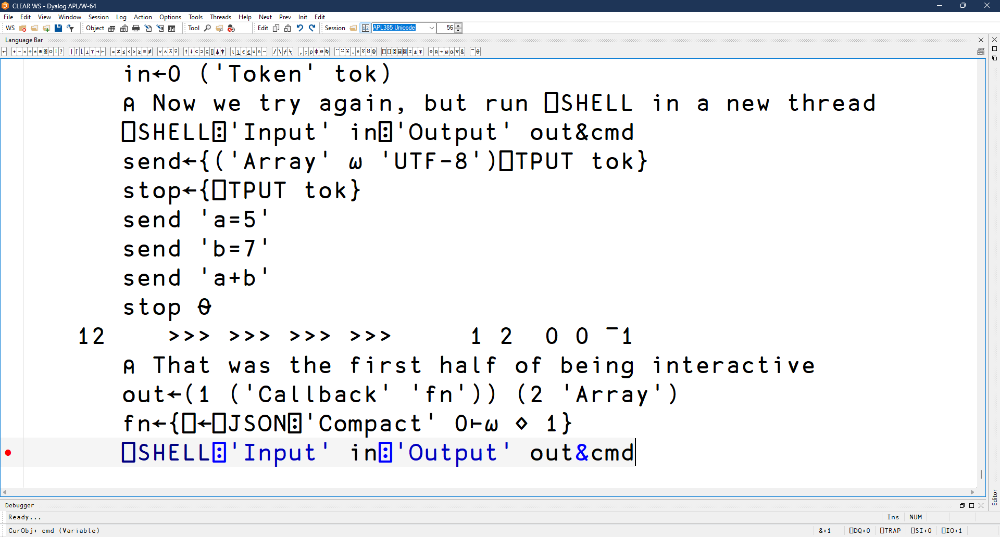 CLEAR WS - Dyalog APL/W-64
File Edit View Window Session Log Action Options Tools Threads Help Next Prev Init Edit
WS Object Tool Edit Session APL385 Unicode 56
Language Bar
      in←0 ('Token' tok)
      ⍝ Now we try again, but run ⎕SHELL in a new thread
      ⎕SHELL⍠'Input' in⍠'Output' out&cmd
      send←{('Array' ⍵ 'UTF-8')⎕TPUT tok}
      stop←{⎕TPUT tok}
      send 'a=5'
      send 'b=7'
      send 'a+b'
      stop ⍬
   12    >>> >>> >>> >>>     1 2  0 0 ¯1
      ⍝ That was the first half of being interactive
      out←(1 ('Callback' 'fn')) (2 'Array')
      fn←{⎕←⎕JSON⍠'Compact' 0⊢⍵ ⋄ 1}
      ⎕SHELL⍠'Input' in⍠'Output' out&cmd
Editor
Debugger
Ready...
Ins NUM
CurObj: cmd (Variable)
&:1 ⎕DQ:0 ⎕TRAP ⎕SI:0 ⎕IO:1